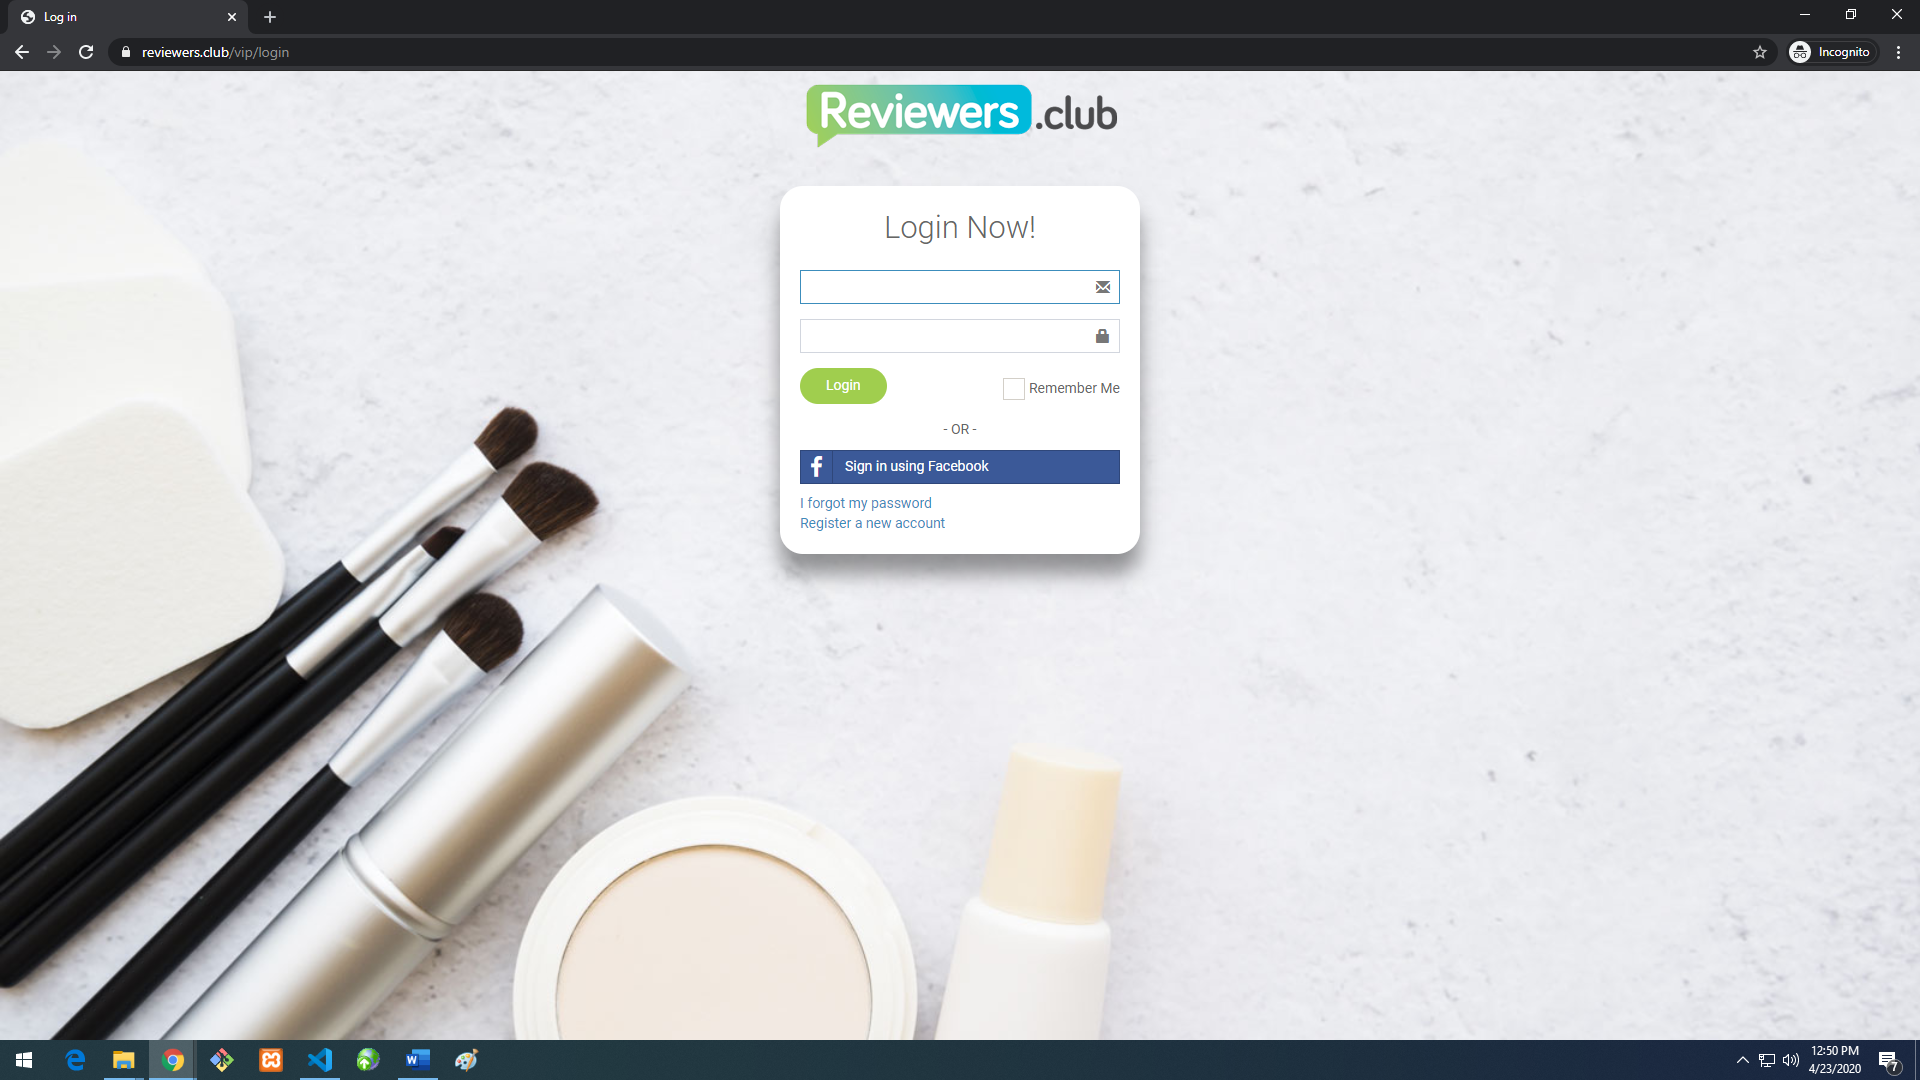 Log in
reviewers.club/vip/login
Incognito
Reviewers.club
Login Now!
Login
Remember Me
- OR -
Sign in using Facebook
I forgot my password
Register a new account
12:50 PM
4/23/2020
7